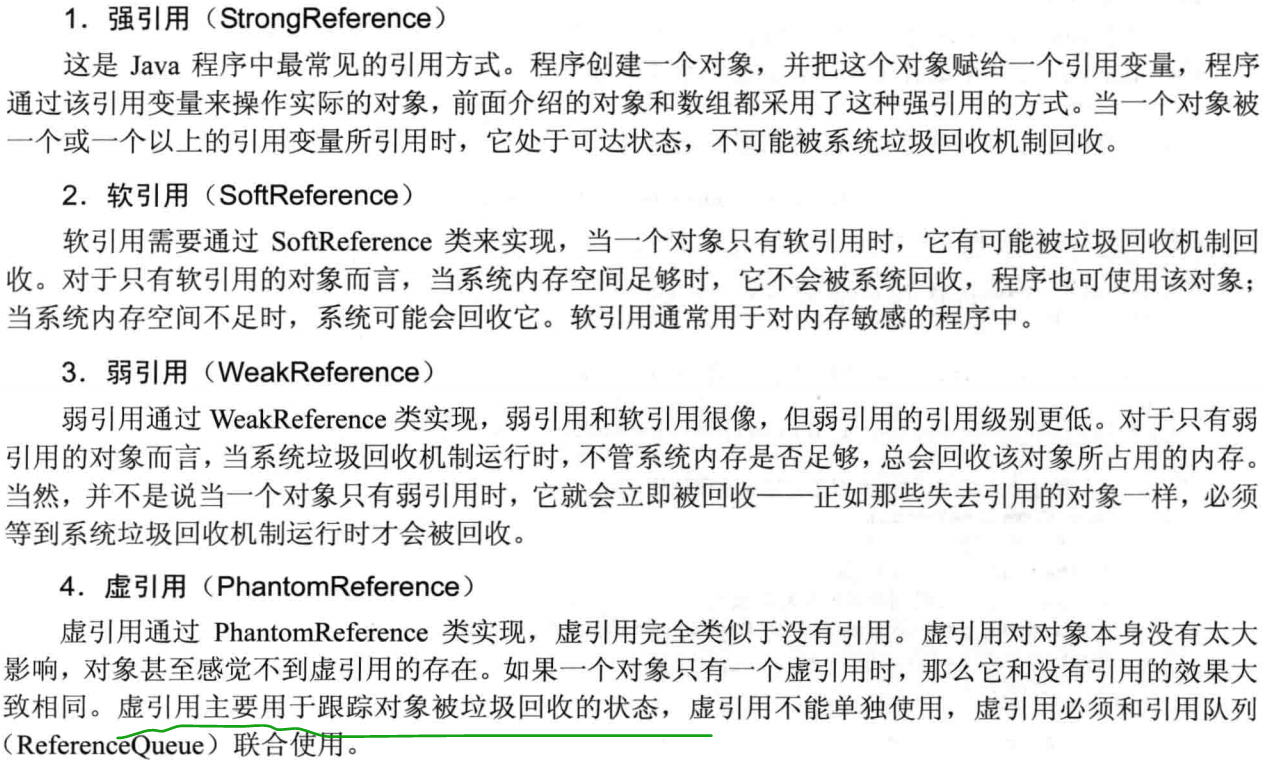 1．强引用（StrongReference）
这是 Java 程序中最常见的引用方式。程序创建一个对象，并把这个对象赋给一个引用变量，程序
通过该引用变量来操作实际的对象，前面介绍的对象和数组都采用了这种强引用的方式。当一个对象被
一个或一个以上的引用变量所引用时，它处于可达状态，不可能被系统垃圾回收机制回收。
2．软引用（SoftReference）
软引用需要通过 SoftReference 类来实现，当一个对象只有软引用时，它有可能被垃圾回收机制回
收。对于只有软引用的对象而言，当系统内存空间足够时，它不会被系统回收，程序也可使用该对象；
当系统内存空间不足时，系统可能会回收它。软引用通常用于对内存敏感的程序中。
3．弱引用（WeakReference）
弱引用通过 WeakReference 类实现，弱引用和软引用很像，但弱引用的引用级别更低。对于只有弱
引用的对象而言，当系统垃圾回收机制运行时，不管系统内存是否足够，总会回收该对象所占用的内存。
当然，并不是说当一个对象只有弱引用时，它就会立即被回收——正如那些失去引用的对象一样，必须
等到系统垃圾回收机制运行时才会被回收。
4．虚引用（PhantomReference）
虚引用通过 PhantomReference 类实现，虚引用完全类似于没有引用。虚引用对对象本身没有太大
影响，对象甚至感觉不到虚引用的存在。如果一个对象只有一个虚引用时，那么它和没有引用的效果大
致相同。虚引用主要用于跟踪对象被垃圾回收的状态，虚引用不能单独使用，虚引用必须和引用队列
（ReferenceQueue）联合使用。